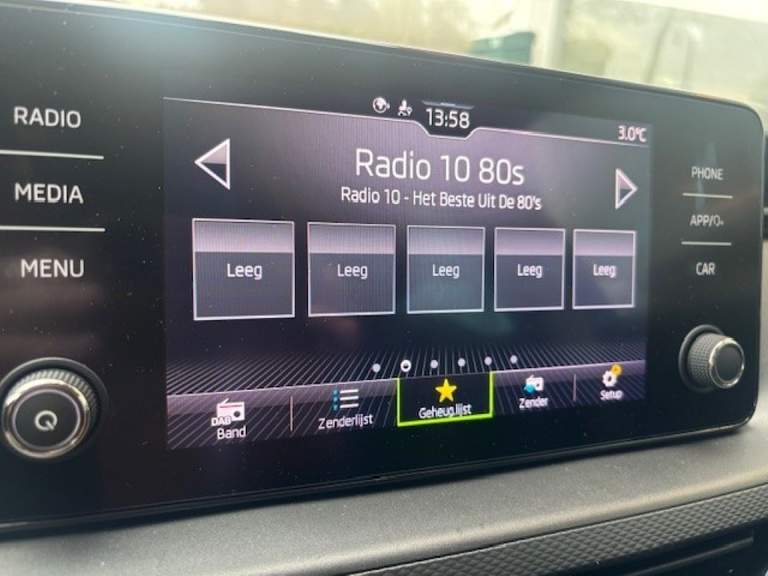 RADIO
MEDIA
MENU
13:58
3.0°C
Radio 10 80s
Radio 10 - Het Beste Uit De 80's
Leeg Leeg Leeg Leeg Leeg
DAB
Band
Zenderlijst
Geheug.lijst
Zender
Setup
PHONE
APP/
CAR